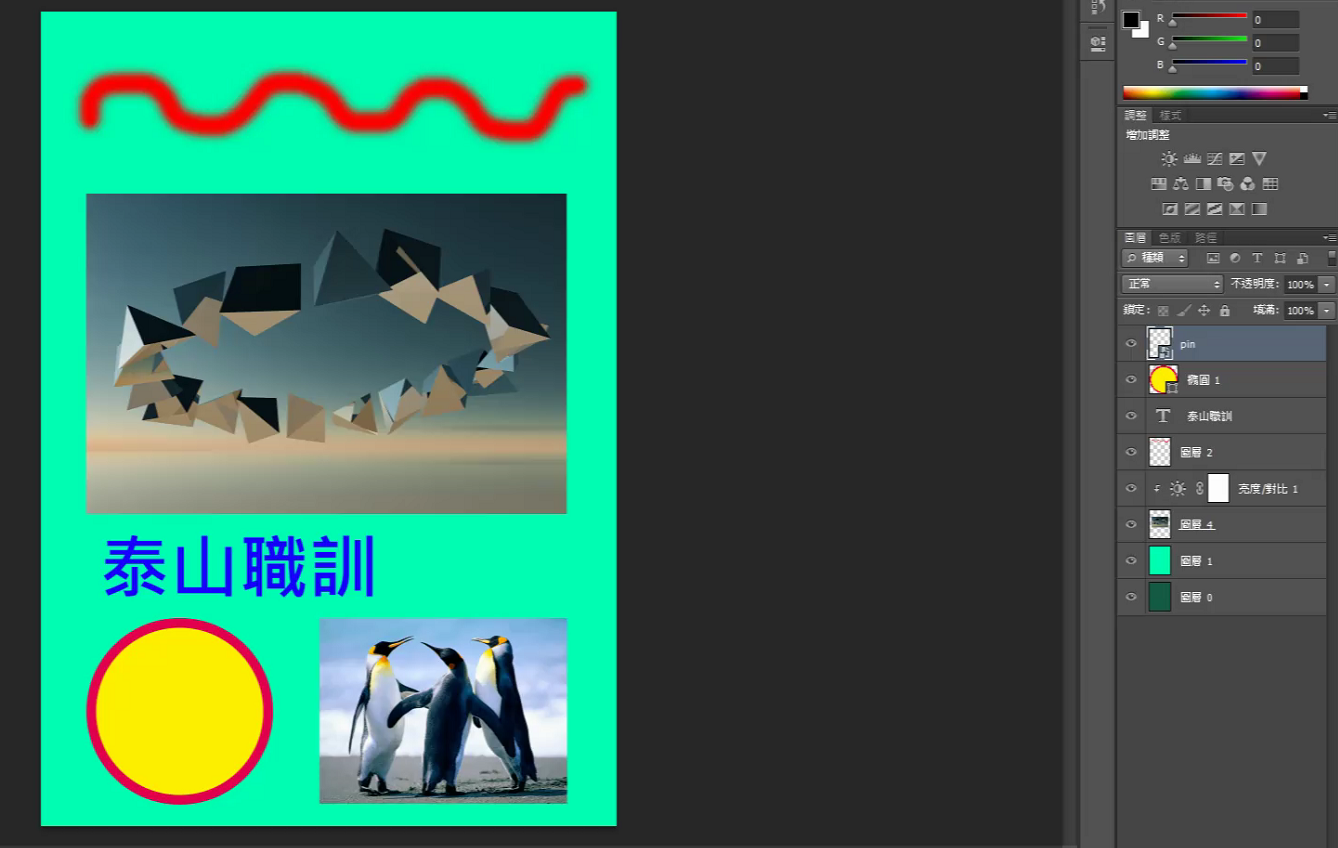 泰山職訓
R 0
G 0
B 0
調整 樣式
增加調整
圖層 色版 路徑
種類
正常 不透明度: 100%
鎖定: 填滿: 100%
pin
橢圓 1
T 泰山職訓
圖層 2
亮度/對比 1
圖層 4
圖層 1
圖層 0